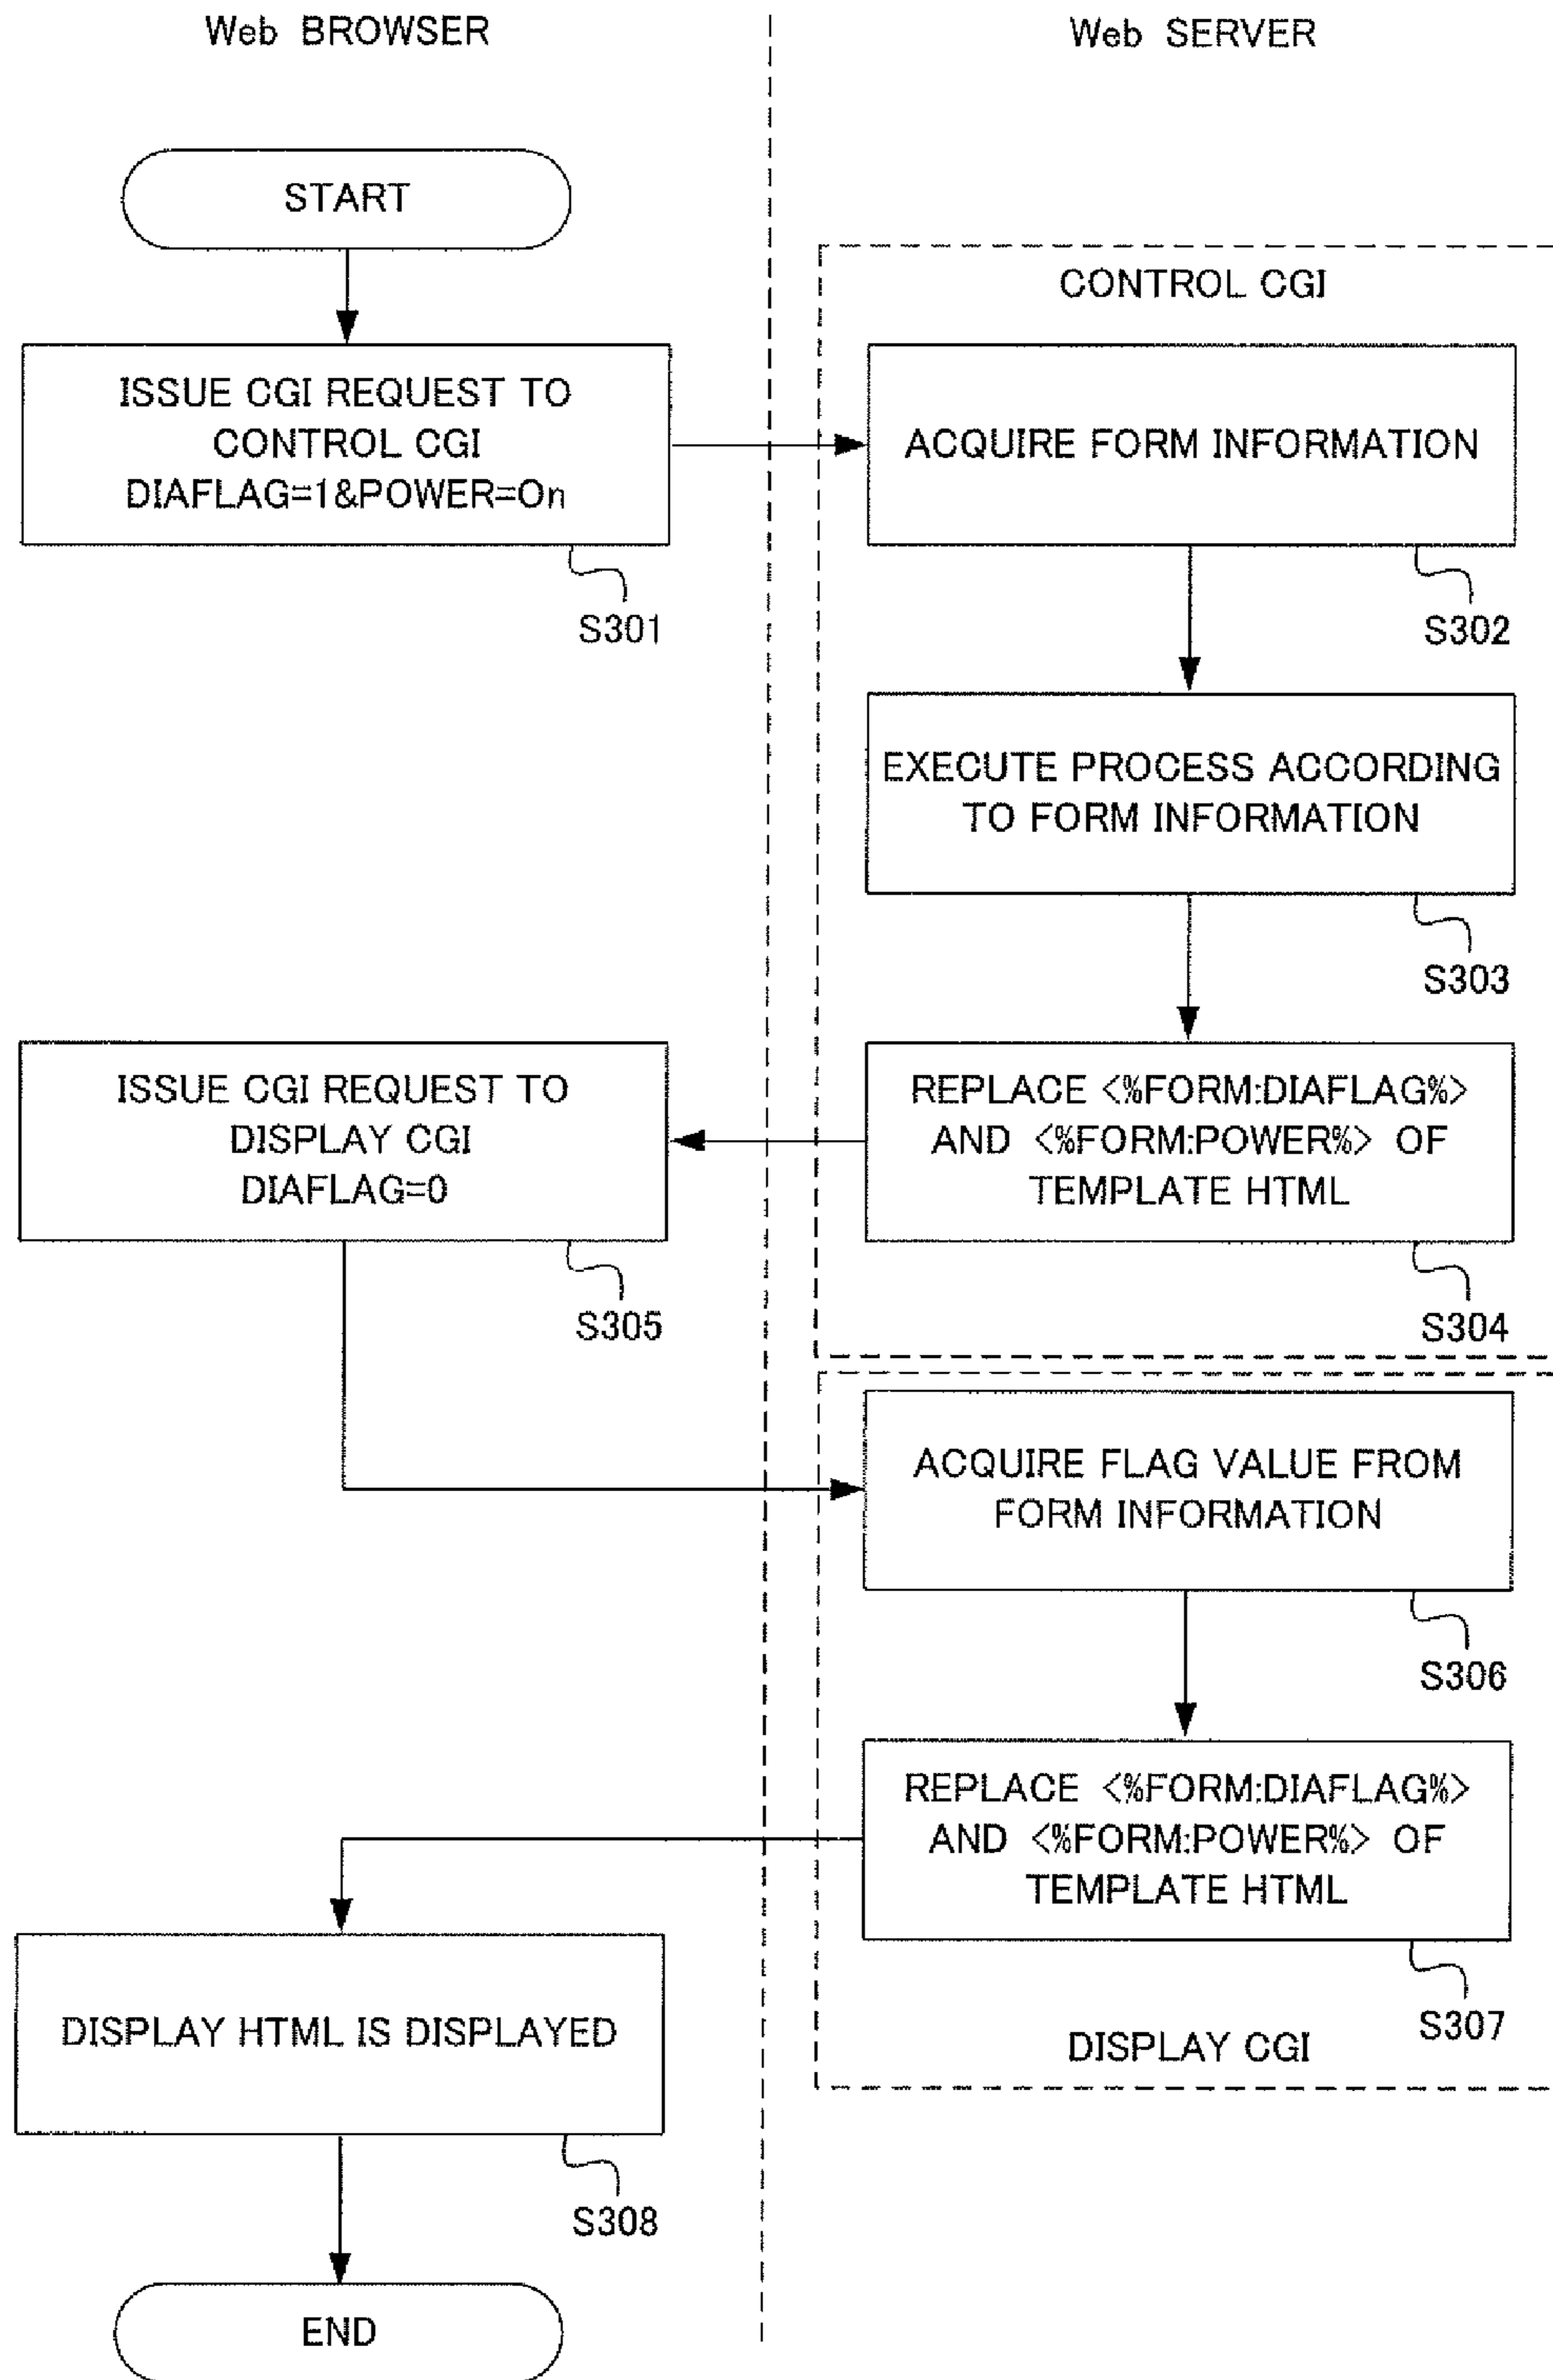 Web BROWSER
Web SERVER
START
CONTROL CGI
ISSUE CGI REQUEST TO
CONTROL CGI
DIAFLAG=1&POWER=On
S301
ACQUIRE FORM INFORMATION
S302
EXECUTE PROCESS ACCORDING
TO FORM INFORMATION
S303
REPLACE <%FORM:DIAFLAG%>
AND <%FORM:POWER%> OF
TEMPLATE HTML
S304
ISSUE CGI REQUEST TO
DISPLAY CGI
DIAFLAG=0
S305
ACQUIRE FLAG VALUE FROM
FORM INFORMATION
S306
REPLACE <%FORM:DIAFLAG%>
AND <%FORM:POWER%> OF
TEMPLATE HTML
S307
DISPLAY CGI
DISPLAY HTML IS DISPLAYED
S308
END